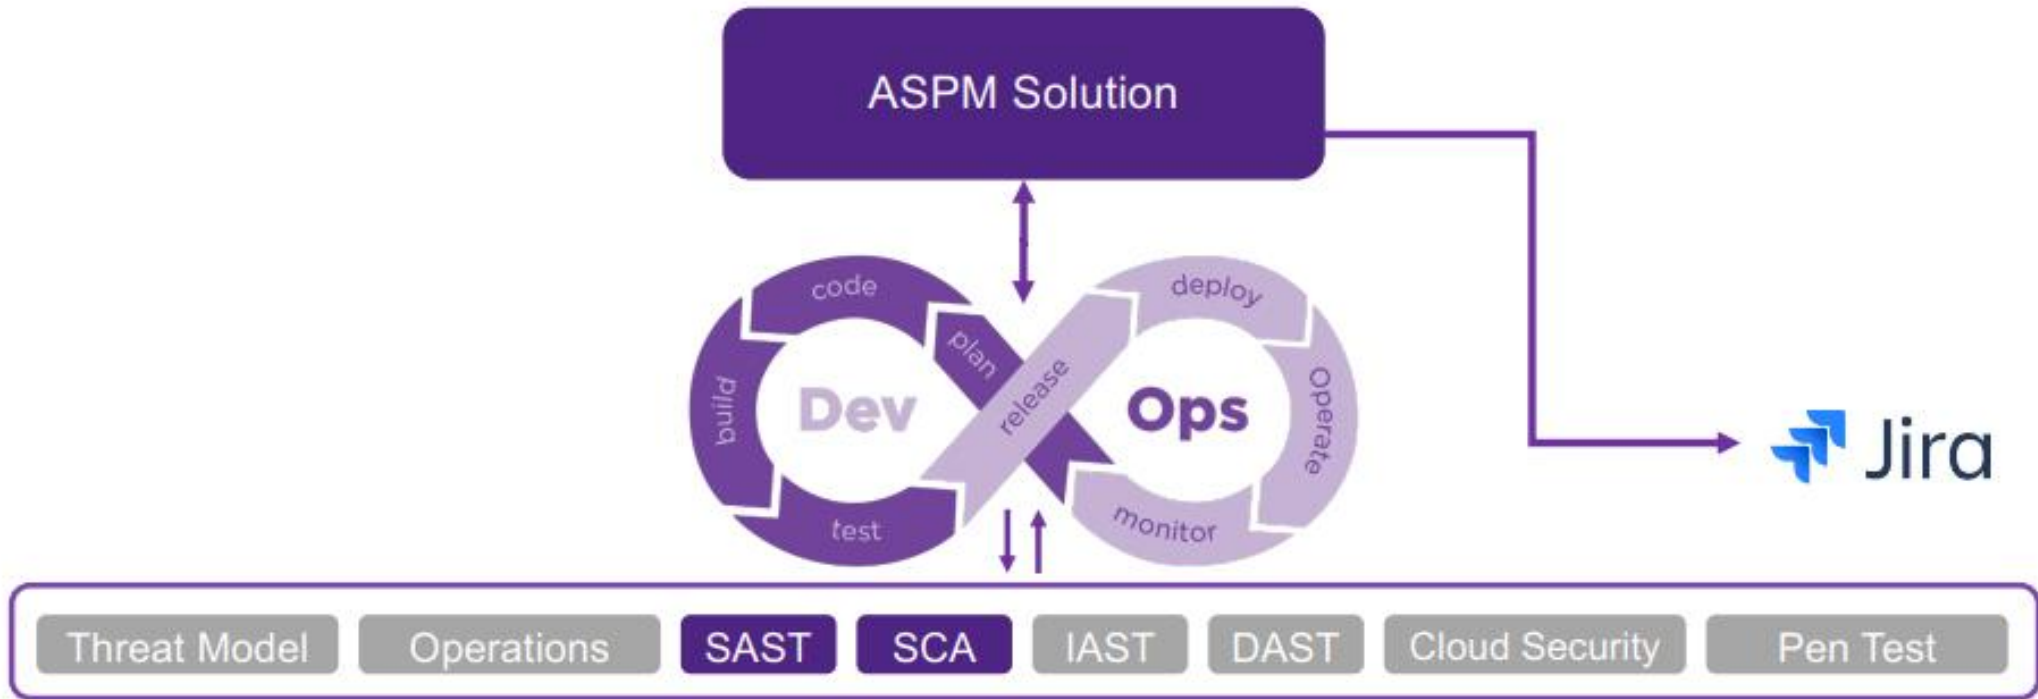 ASPM Solution
code
deploy
plan
release
build
Dev
Ops
Operate
test
monitor
Jira
Threat Model
Operations
SAST
SCA
IAST
DAST
Cloud Security
Pen Test